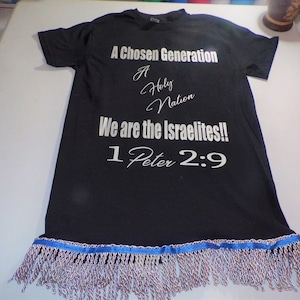 A Chosen Generation
A
Holy
Nation
We are the Israelites!!
1 Peter 2:9